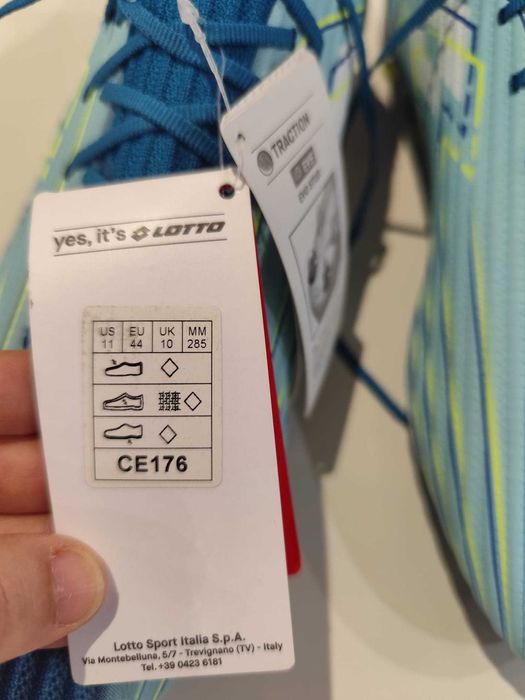 TRACTION
yes, it's LOTTO
US EU UK MM
11 44 10 285
CE176
Lotto Sport Italia S.p.A.
Via Montebelluna, 5/7 - Trevignano (TV) - Italy
Tel. +39 0423 6181